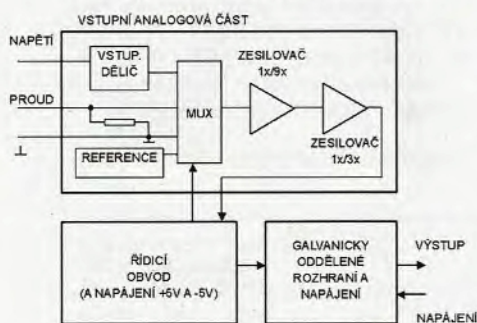 VSTUPNÍ ANALOGOVÁ ČÁST
NAPĚTÍ
VSTUP.
DĚLIČ
ZESILOVAČ
1x/9x
PROUD
MUX
ZESILOVAČ
1x/3x
⊥
REFERENCE
ŘÍDICÍ
OBVOD
(A NAPÁJENÍ +5V A -5V)
GALVANICKY
ODDĚLENÉ
ROZHRANÍ A
NAPÁJENÍ
VÝSTUP
NAPÁJENÍ